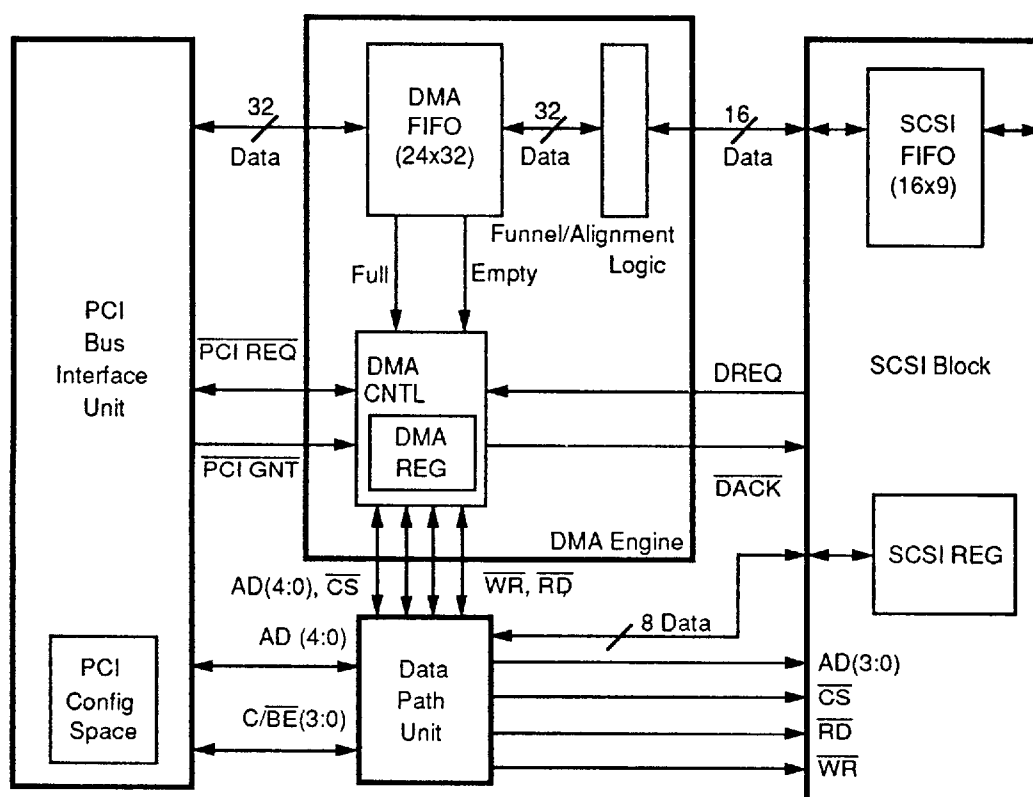 32
Data
DMA
FIFO
(24x32)
32
Data
16
Data
SCSI
FIFO
(16x9)
Funnel/Alignment
Logic
Full
Empty
PCI
Bus
Interface
Unit
PCI REQ
DMA
CNTL
DREQ
SCSI Block
DMA
REG
PCI GNT
DACK
DMA Engine
SCSI REG
AD(4:0), CS
WR, RD
8 Data
AD (4:0)
Data
Path
Unit
AD(3:0)
PCI
Config
Space
C/BE(3:0)
CS
RD
WR